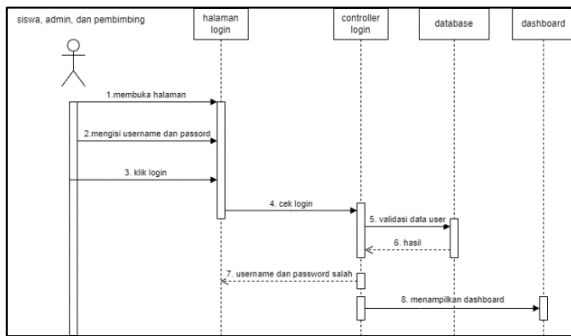 siswa, admin, dan pembimbing
halaman
login
controller
login
database
dashboard
1.membuka halaman
2.mengisi username dan passord
3. klik login
4. cek login
5. validasi data user
6. hasil
7. username dan password salah
8. menampilkan dashboard